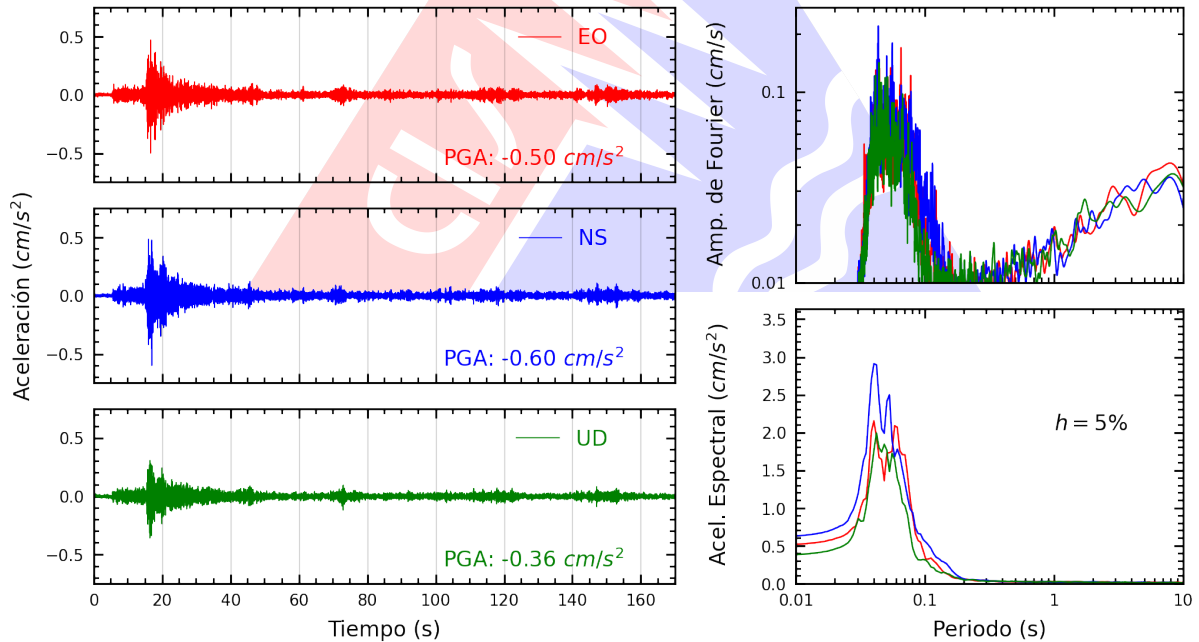 Aceleración (cm/s²)
0.5
0.0
−0.5
EO
PGA: -0.50 cm/s²
0.5
0.0
−0.5
NS
PGA: -0.60 cm/s²
0.5
0.0
−0.5
UD
PGA: -0.36 cm/s²
0 20 40 60 80 100 120 140 160
Tiempo (s)
Amp. de Fourier (cm/s)
0.1
0.01
Acel. Espectral (cm/s²)
3.5
3.0
2.5
2.0
1.5
1.0
0.5
0.0
h = 5%
0.01 0.1 1 10
Periodo (s)